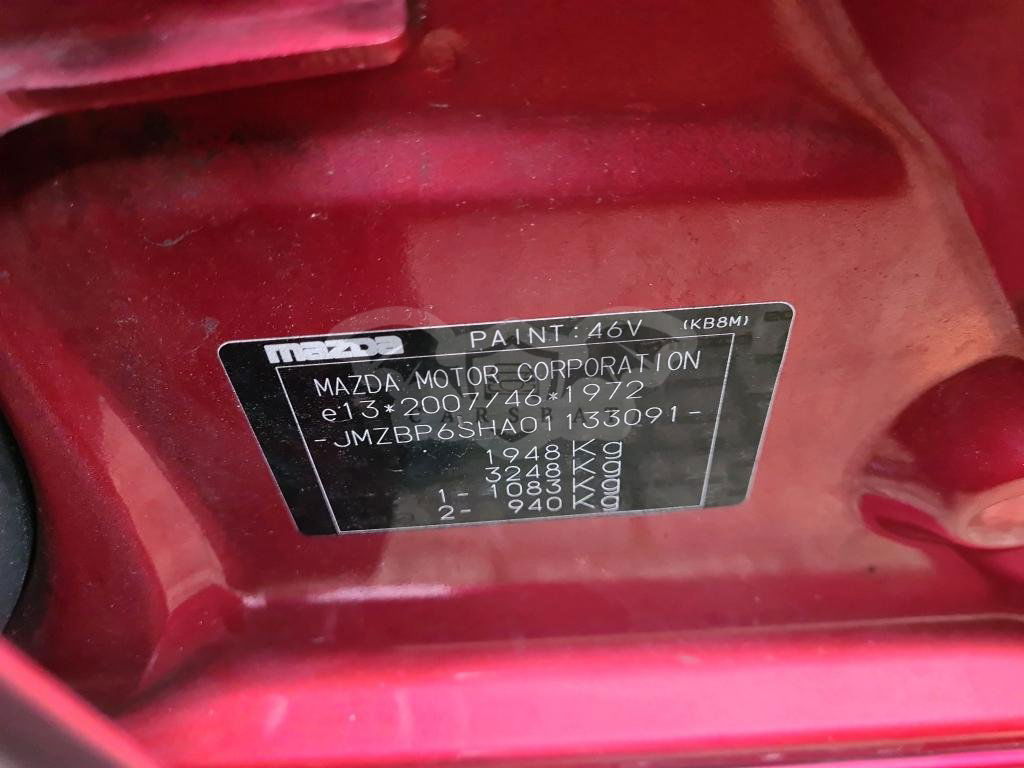 mazda PAINT:46V (KB8M)
MAZDA MOTOR CORPORATION
e13*2007/46*1972
-JMZBP6SHA01133091-
1948 Kg
3248 Kg
1- 1083 Kg
2- 940 Kg